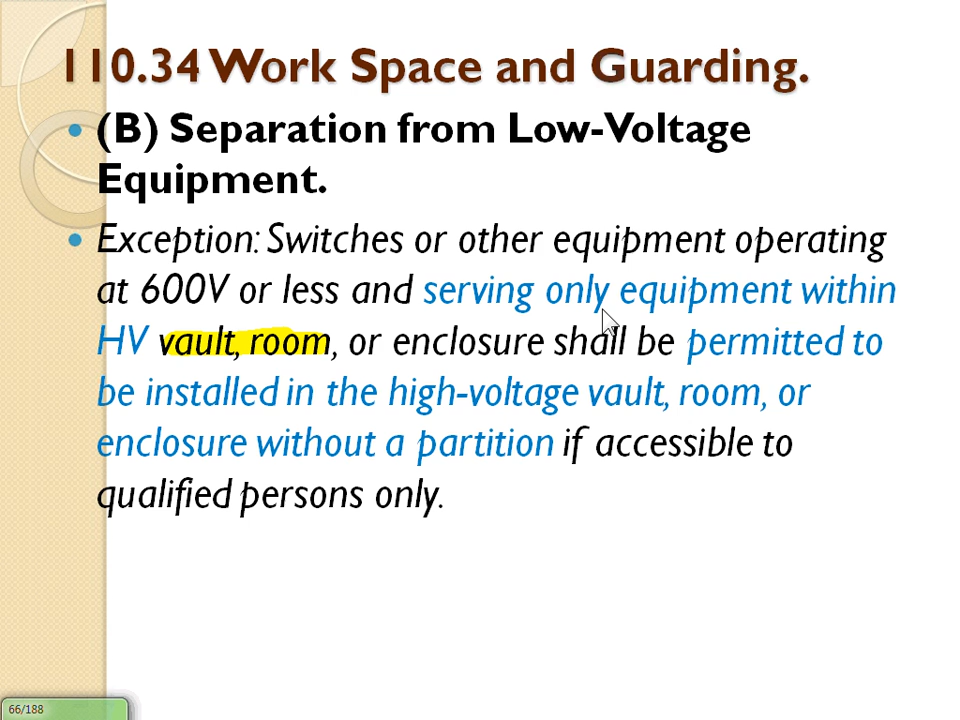 110.34 Work Space and Guarding.
• (B) Separation from Low-Voltage
Equipment.
• Exception: Switches or other equipment operating
at 600V or less and serving only equipment within
HV vault, room, or enclosure shall be permitted to
be installed in the high-voltage vault, room, or
enclosure without a partition if accessible to
qualified persons only.
66/188